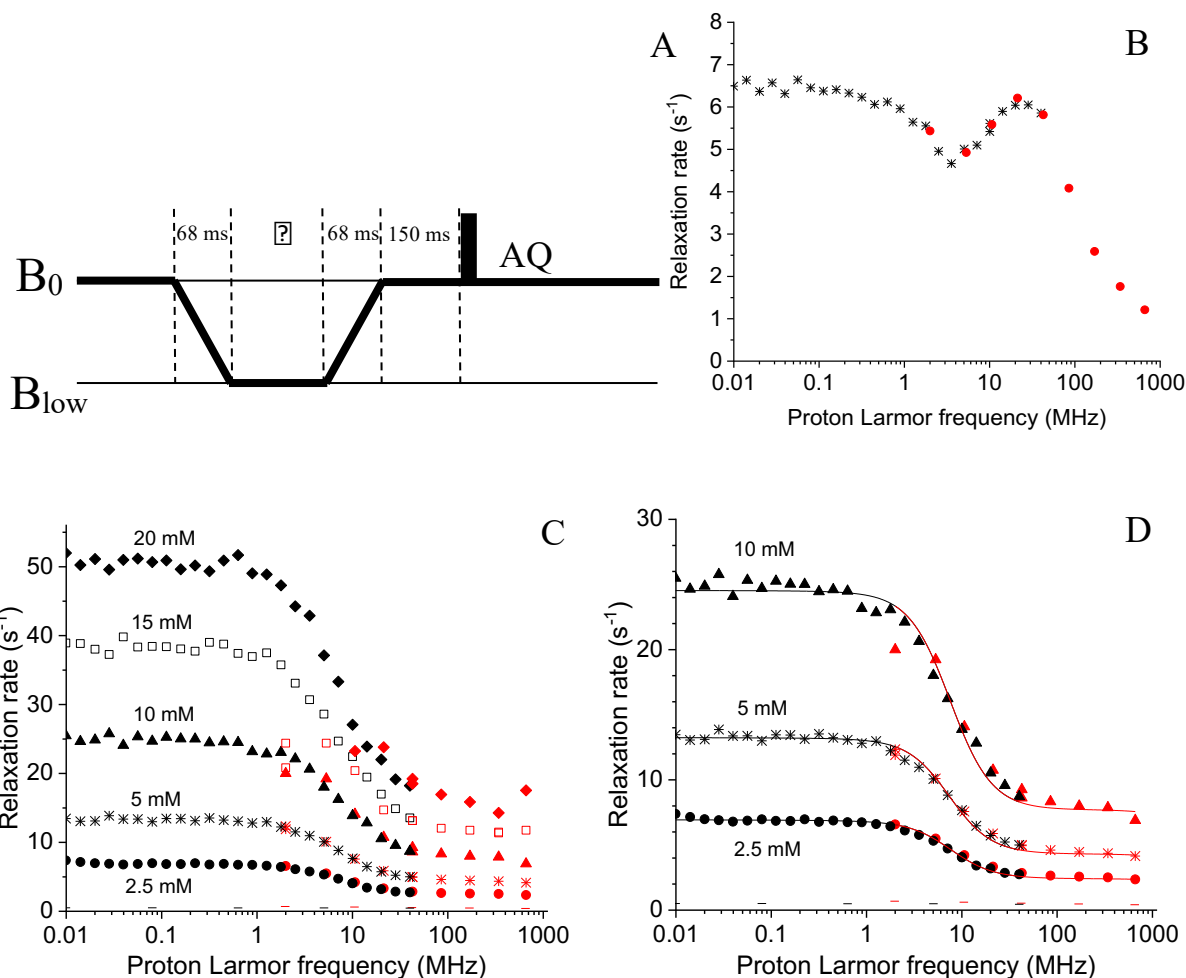 A
68 ms
?
68 ms
150 ms
B0
AQ
Blow
B
Relaxation rate (s-1)
8
7
6
5
4
3
2
1
0
0.01
0.1
1
10
100
1000
Proton Larmor frequency (MHz)
C
Relaxation rate (s-1)
50
40
30
20
10
0
20 mM
15 mM
10 mM
5 mM
2.5 mM
0.01
0.1
1
10
100
1000
Proton Larmor frequency (MHz)
D
Relaxation rate (s-1)
30
20
10
0
10 mM
5 mM
2.5 mM
0.01
0.1
1
10
100
1000
Proton Larmor frequency (MHz)